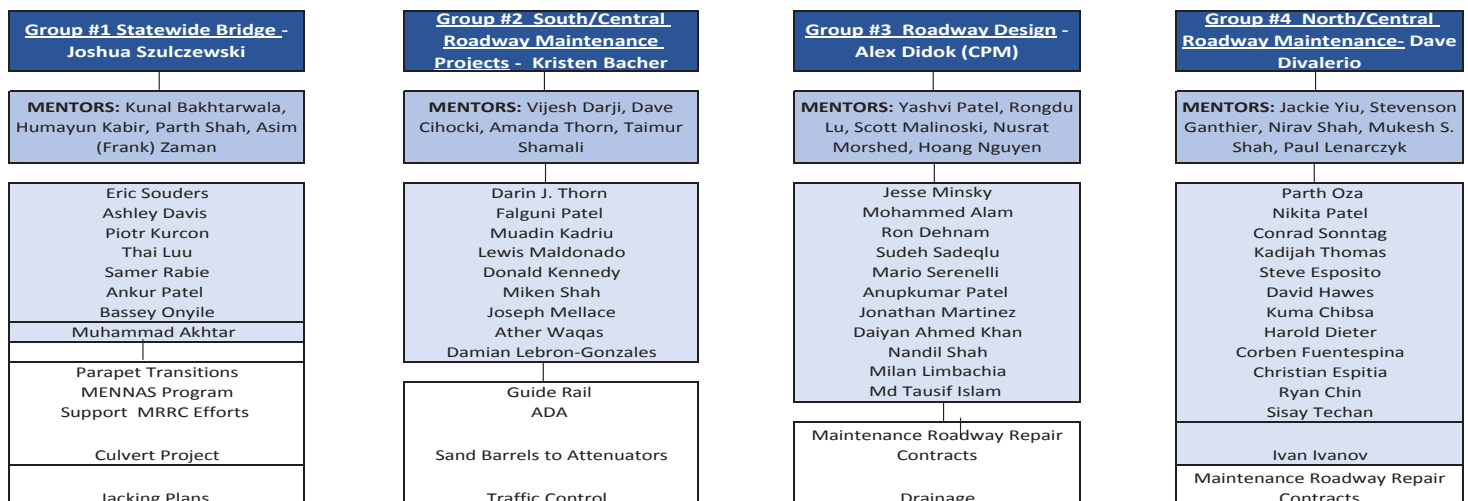 Group #1 Statewide Bridge -
Joshua Szulczewski
MENTORS: Kunal Bakhtarwala,
Humayun Kabir, Parth Shah, Asim
(Frank) Zaman
Eric Souders
Ashley Davis
Piotr Kurcon
Thai Luu
Samer Rabie
Ankur Patel
Bassey Onyile
Muhammad Akhtar
Parapet Transitions
MENNAS Program
Support MRRC Efforts
Culvert Project
Jacking Plans
Group #2 South/Central
Roadway Maintenance
Projects - Kristen Bacher
MENTORS: Vijesh Darji, Dave
Cihocki, Amanda Thorn, Taimur
Shamali
Darin J. Thorn
Falguni Patel
Muadin Kadriu
Lewis Maldonado
Donald Kennedy
Miken Shah
Joseph Mellace
Ather Waqas
Damian Lebron-Gonzales
Guide Rail
ADA
Sand Barrels to Attenuators
Traffic Control
Group #3 Roadway Design -
Alex Didok (CPM)
MENTORS: Yashvi Patel, Rongdu
Lu, Scott Malinoski, Nusrat
Morshed, Hoang Nguyen
Jesse Minsky
Mohammed Alam
Ron Dehnam
Sudeh Sadeqlu
Mario Serenelli
Anupkumar Patel
Jonathan Martinez
Daiyan Ahmed Khan
Nandil Shah
Milan Limbachia
Md Tausif Islam
Maintenance Roadway Repair
Contracts
Drainage
Group #4 North/Central
Roadway Maintenance- Dave
Divalerio
MENTORS: Jackie Yiu, Stevenson
Ganthier, Nirav Shah, Mukesh S.
Shah, Paul Lenarczyk
Parth Oza
Nikita Patel
Conrad Sonntag
Kadijah Thomas
Steve Esposito
David Hawes
Kuma Chibsa
Harold Dieter
Corben Fuentespina
Christian Espitia
Ryan Chin
Sisay Techan
Ivan Ivanov
Maintenance Roadway Repair
Contracts